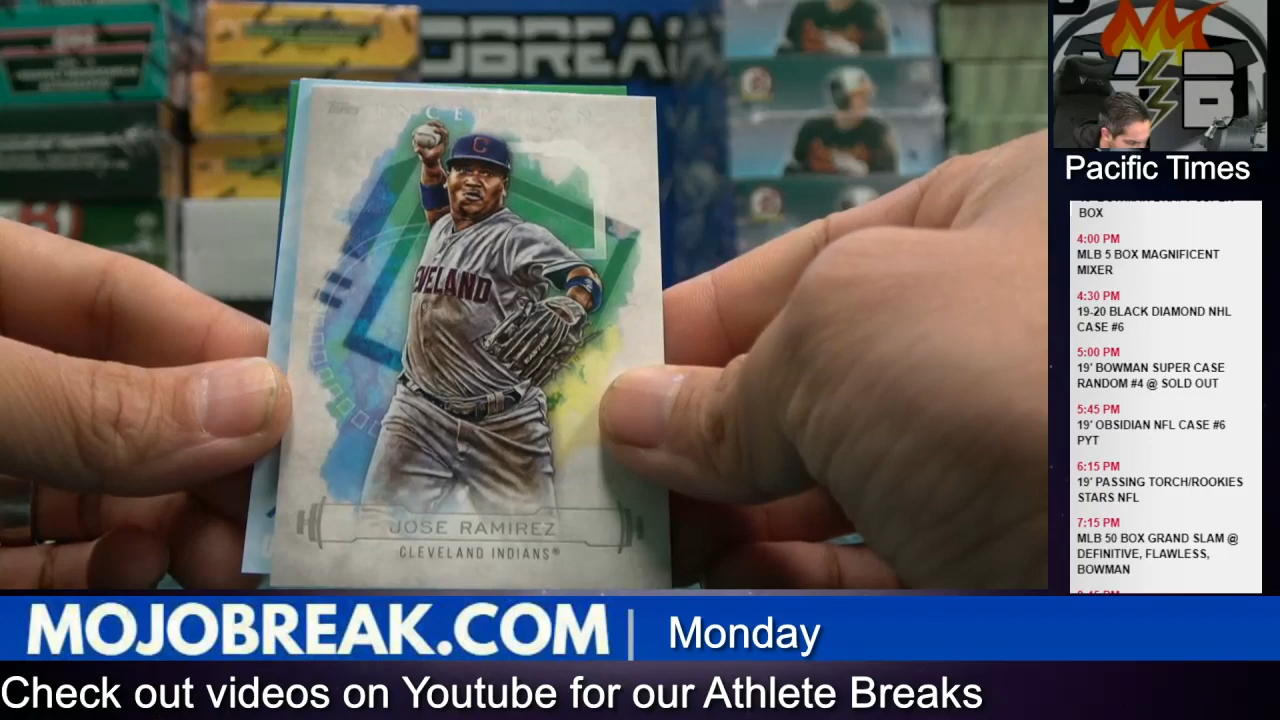 MOJOBREAK
Topps
INCEPTION
C
CLEVELAND
JOSE RAMIREZ
CLEVELAND INDIANS®
MB
Pacific Times
BOX
4:00 PM
MLB 5 BOX MAGNIFICENT
MIXER
4:30 PM
19-20 BLACK DIAMOND NHL
CASE #6
5:00 PM
19' BOWMAN SUPER CASE
RANDOM #4 @ SOLD OUT
5:45 PM
19' OBSIDIAN NFL CASE #6
PYT
6:15 PM
19' PASSING TORCH/ROOKIES
STARS NFL
7:15 PM
MLB 50 BOX GRAND SLAM @
DEFINITIVE, FLAWLESS,
BOWMAN
MOJOBREAK.COM | Monday
Check out videos on Youtube for our Athlete Breaks